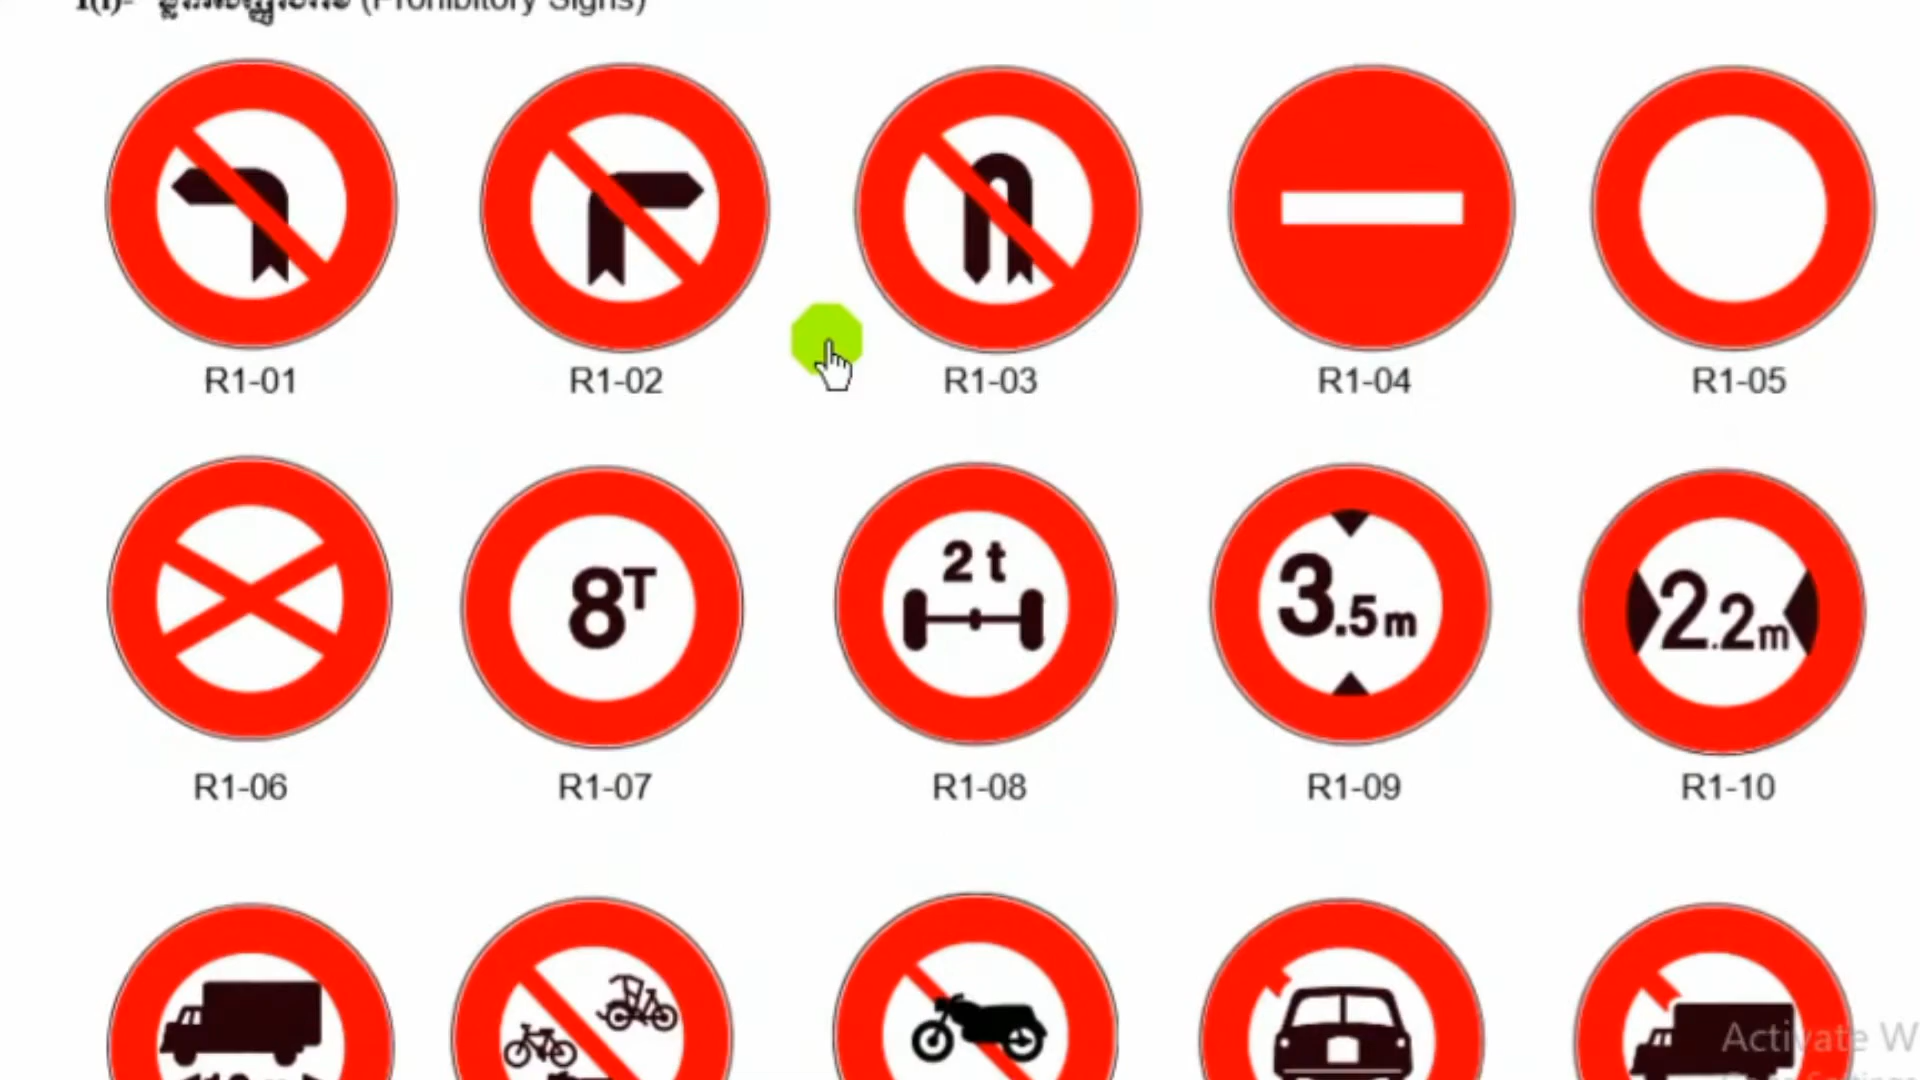 (Prohibitory Signs)
R1-01 R1-02 R1-03 R1-04 R1-05
8T 2 t 3.5m 2.2m
R1-06 R1-07 R1-08 R1-09 R1-10
Activate W